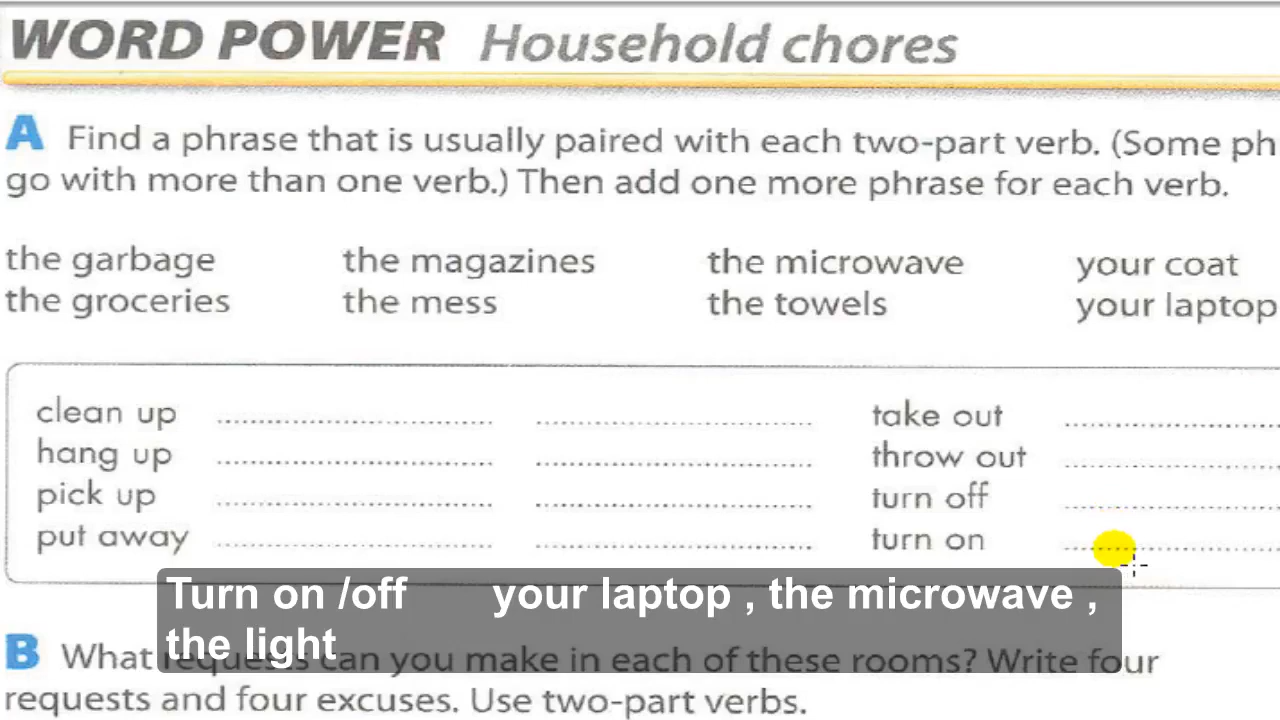 WORD POWER Household chores
A Find a phrase that is usually paired with each two-part verb. (Some ph
go with more than one verb.) Then add one more phrase for each verb.
the garbage the magazines the microwave your coat
the groceries the mess the towels your laptop
clean up take out
hang up throw out
pick up turn off
put away turn on
Turn on /off your laptop , the microwave ,
the light
B What requests can you make in each of these rooms? Write four
requests and four excuses. Use two-part verbs.